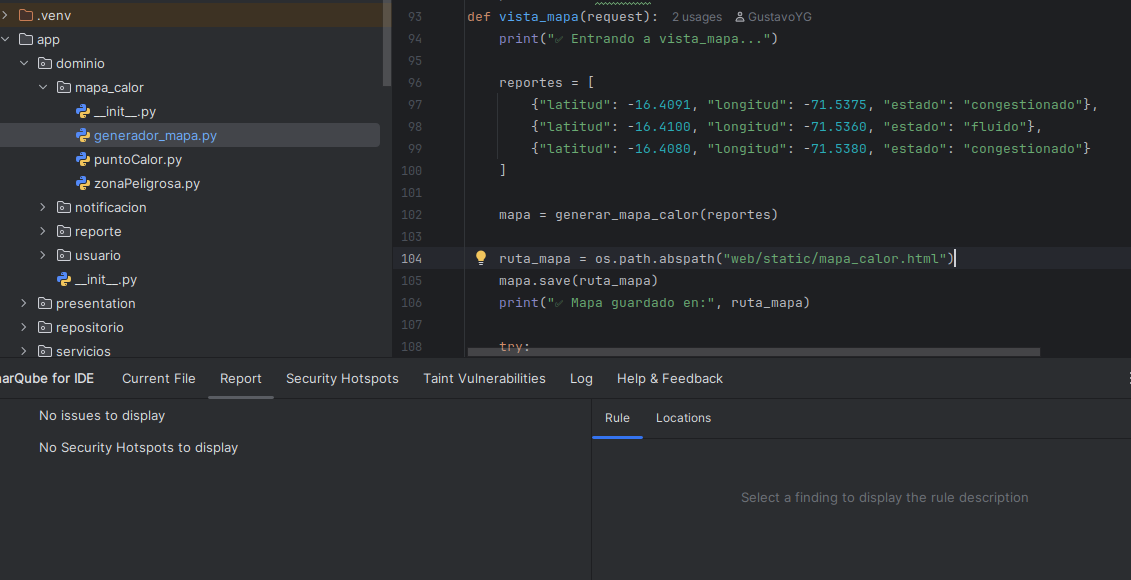 .venv
app
dominio
mapa_calor
__init__.py
generador_mapa.py
puntoCalor.py
zonaPeligrosa.py
notificacion
reporte
usuario
__init__.py
presentation
repositorio
servicios
93 def vista_mapa(request): 2 usages GustavoYG
94 print("✅ Entrando a vista_mapa...")
95
96 reportes = [
97 {"latitud": -16.4091, "longitud": -71.5375, "estado": "congestionado"},
98 {"latitud": -16.4100, "longitud": -71.5360, "estado": "fluido"},
99 {"latitud": -16.4080, "longitud": -71.5380, "estado": "congestionado"}
100 ]
101
102 mapa = generar_mapa_calor(reportes)
103
104 ruta_mapa = os.path.abspath("web/static/mapa_calor.html")
105 mapa.save(ruta_mapa)
106 print("✅ Mapa guardado en:", ruta_mapa)
107
108 try:
narQube for IDE Current File Report Security Hotspots Taint Vulnerabilities Log Help & Feedback
No issues to display
No Security Hotspots to display
Rule Locations
Select a finding to display the rule description